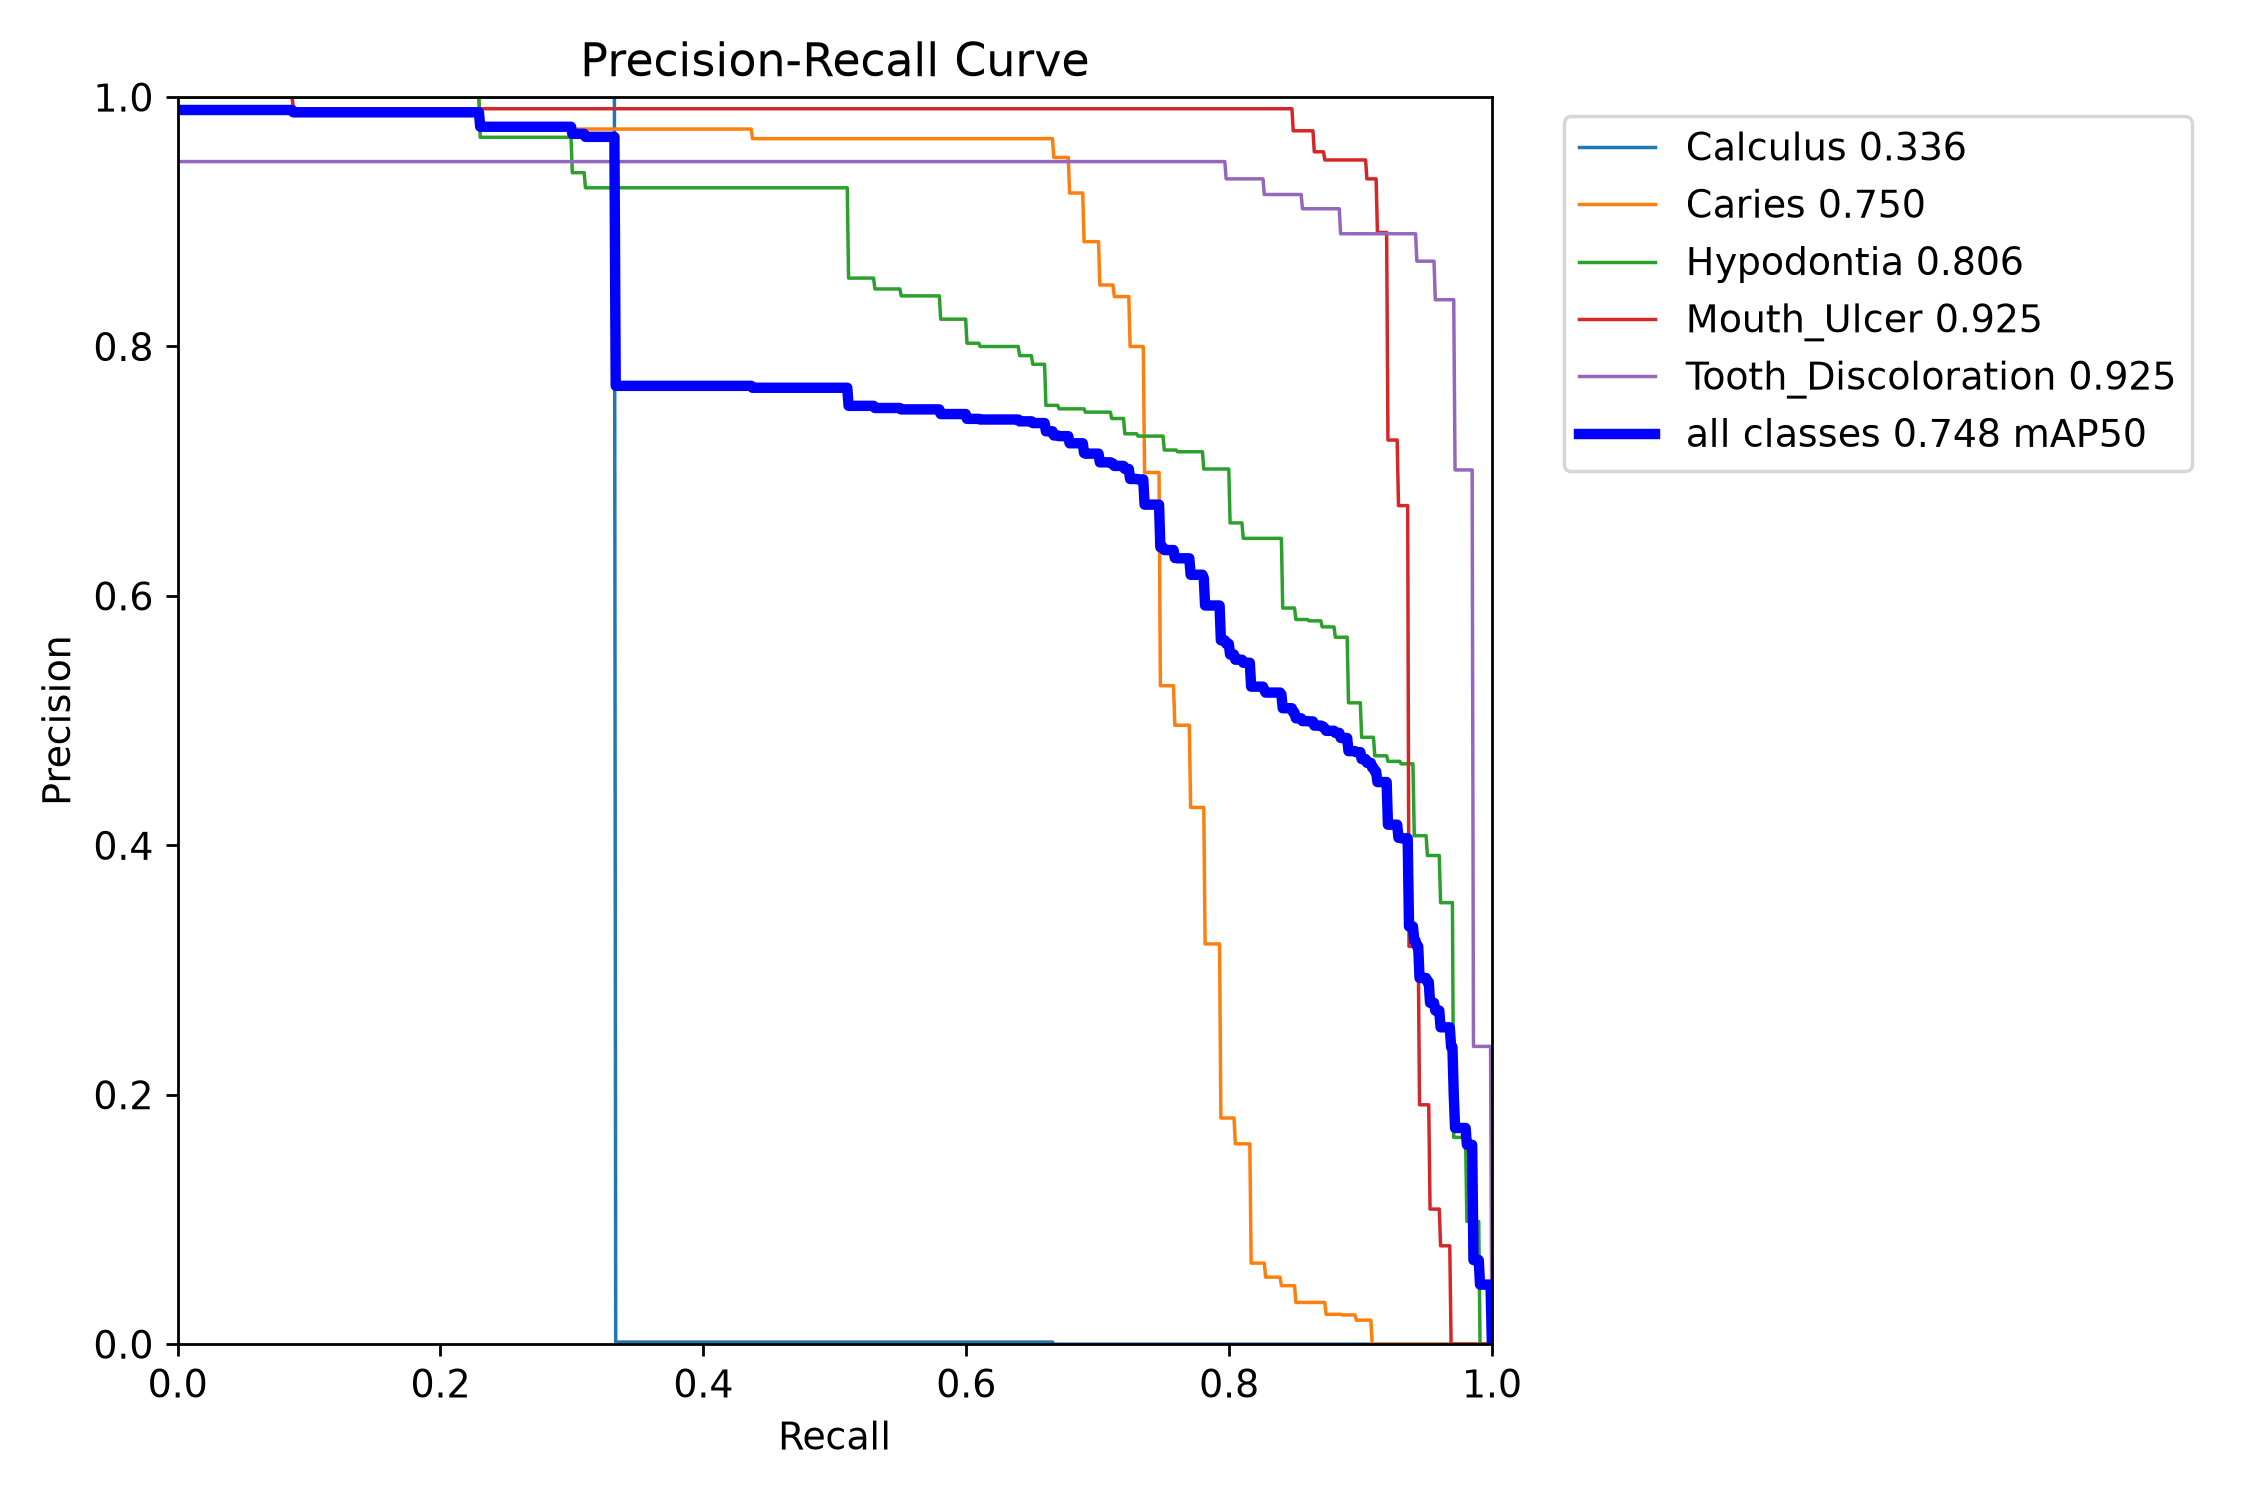 Precision-Recall Curve
1.0
0.8
0.6
0.4
0.2
0.0
Precision
0.0 0.2 0.4 0.6 0.8 1.0
Recall
Calculus 0.336
Caries 0.750
Hypodontia 0.806
Mouth_Ulcer 0.925
Tooth_Discoloration 0.925
all classes 0.748 mAP50